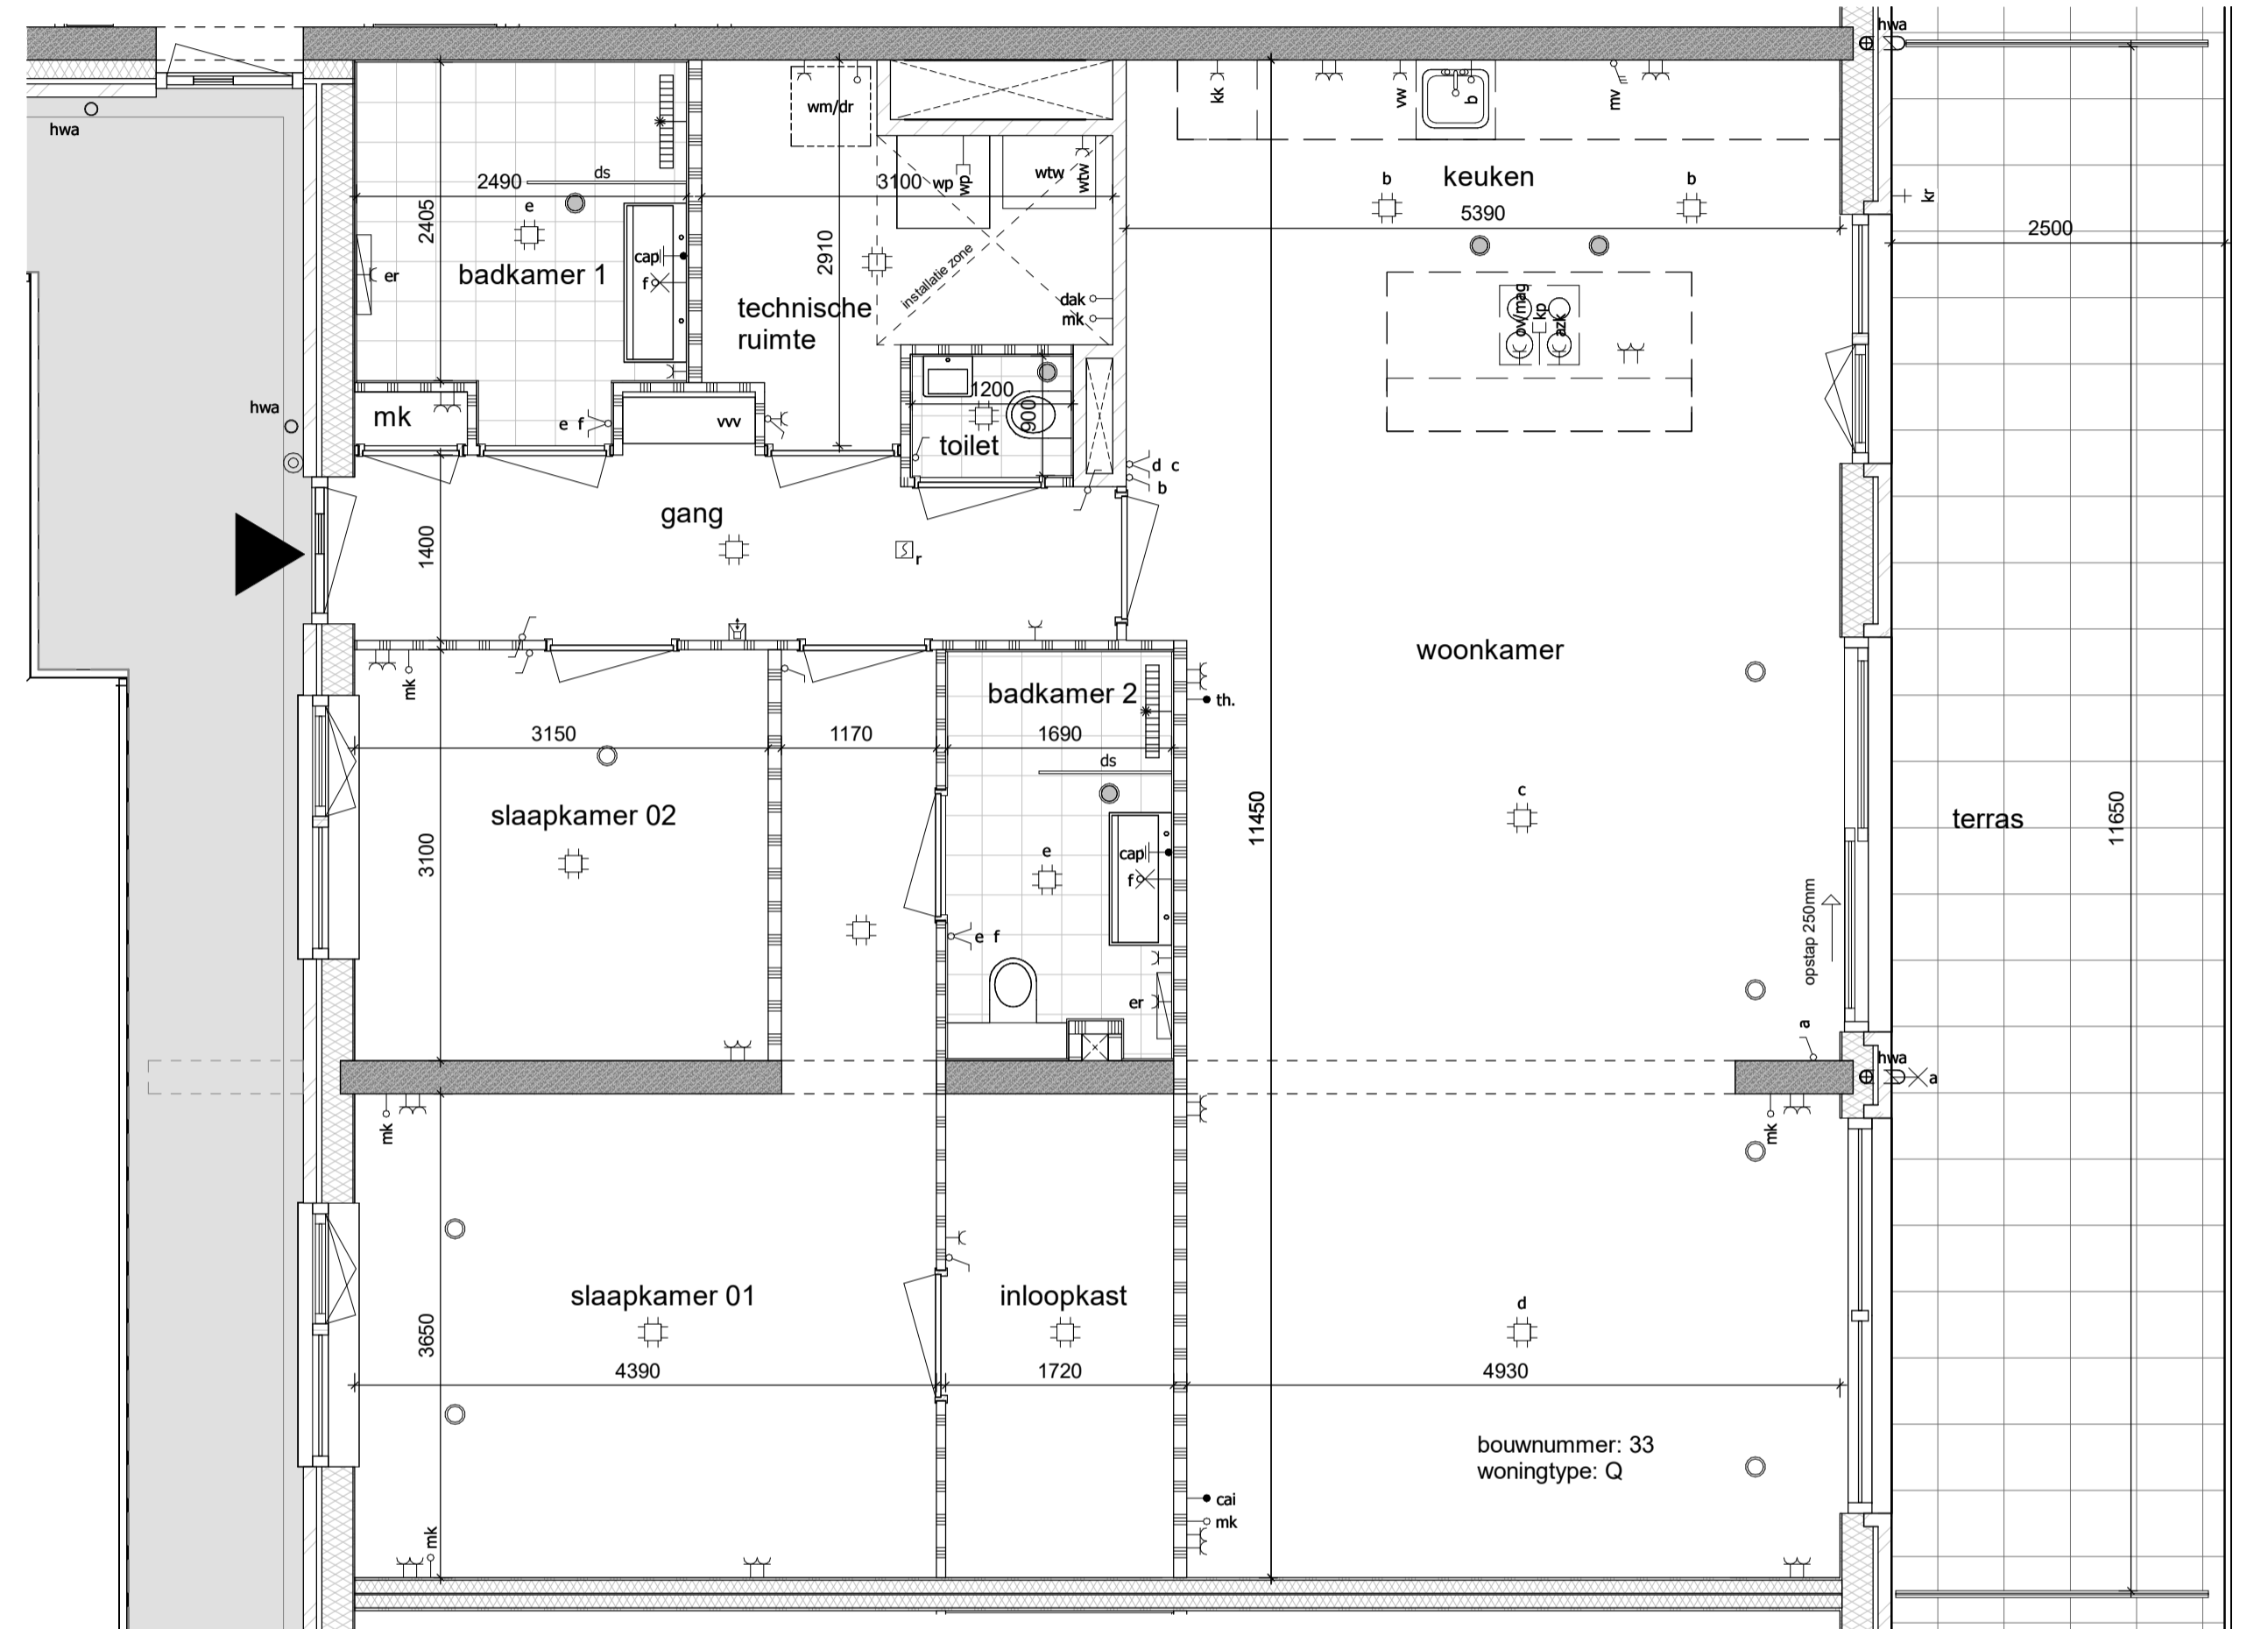 hwa
hwa
wm/dr
kk
vw
b
mv
ds
2490
3100
wp
wp
wtw
wtw
keuken
b
b
5390
kr
2500
e
2405
2910
badkamer 1
er
cap
f
installatie zone
technische
ruimte
dak
mk
ov/mag
kp
azk
hwa
mk
e f
vvv
1200
900
toilet
d c
b
gang
1400
r
woonkamer
mk
badkamer 2
th.
3150
1170
1690
ds
slaapkamer 02
3100
11450
c
terras
11650
e
cap
f
e f
er
opstap 250mm
a
hwa
a
mk
mk
slaapkamer 01
inloopkast
d
3650
4390
1720
4930
bouwnummer: 33
woningtype: Q
cai
mk
mk